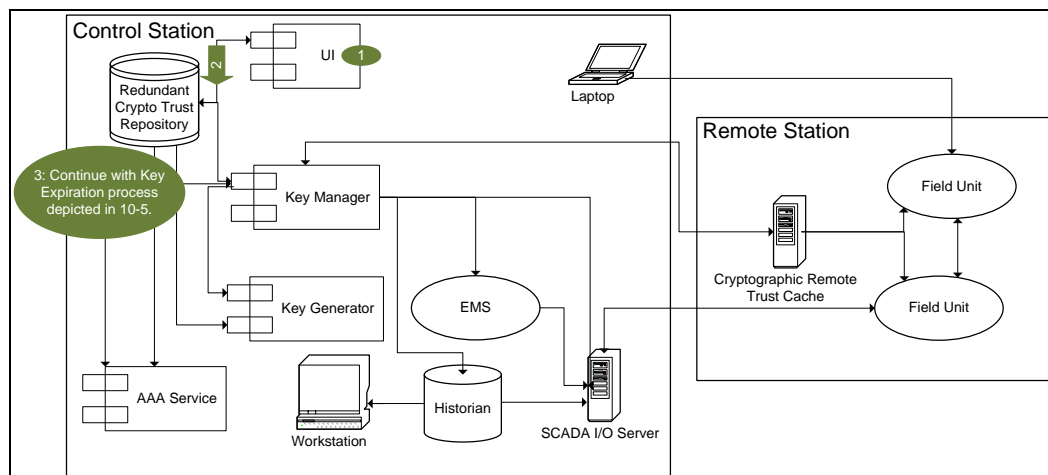 Control Station
2
UI
1
Redundant
Crypto Trust
Repository
Laptop
Remote Station
3: Continue with Key
Expiration process
depicted in 10-5.
Key Manager
Field Unit
Cryptographic Remote
Trust Cache
Key Generator
EMS
Field Unit
AAA Service
Workstation
Historian
SCADA I/O Server